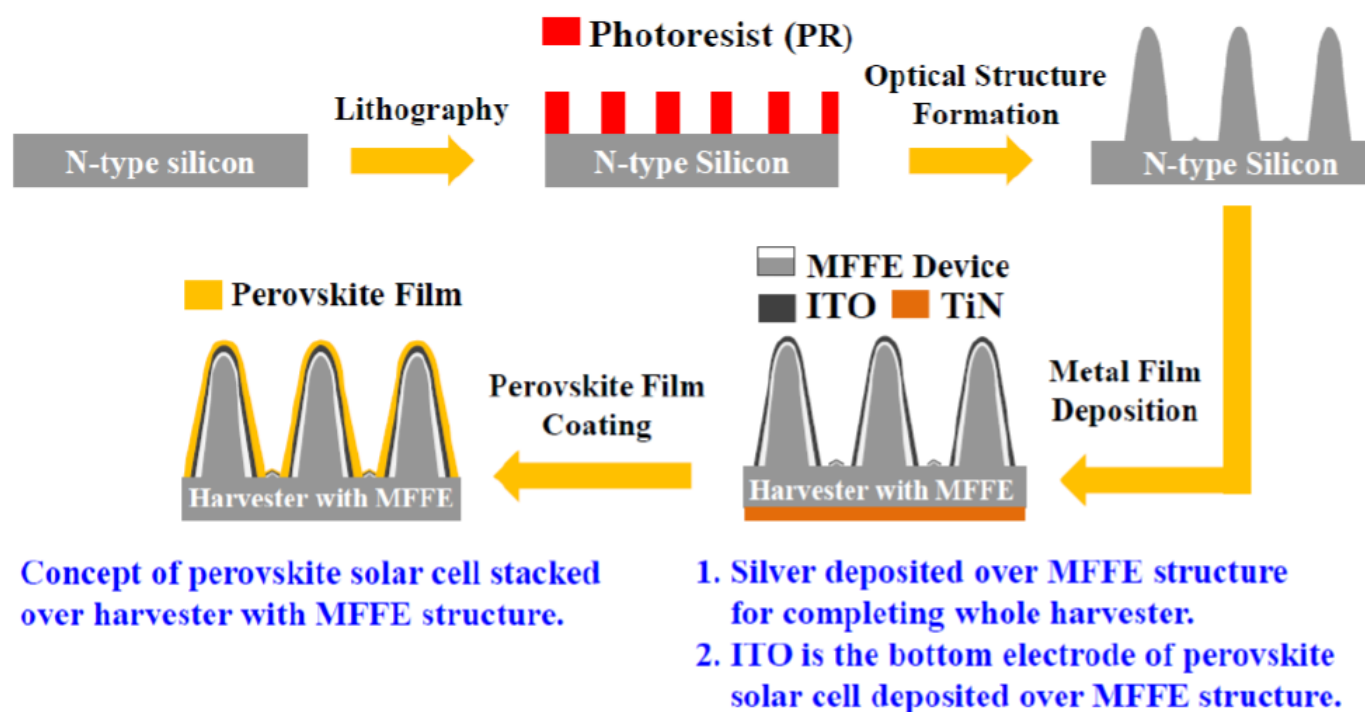 Photoresist (PR)
Lithography
Optical Structure
Formation
N-type silicon
N-type Silicon
N-type Silicon
MFFE Device
ITO
TiN
Perovskite Film
Metal Film
Deposition
Perovskite Film
Coating
Harvester with MFFE
Harvester with MFFE
Concept of perovskite solar cell stacked
over harvester with MFFE structure.
1. Silver deposited over MFFE structure
for completing whole harvester.
2. ITO is the bottom electrode of perovskite
solar cell deposited over MFFE structure.